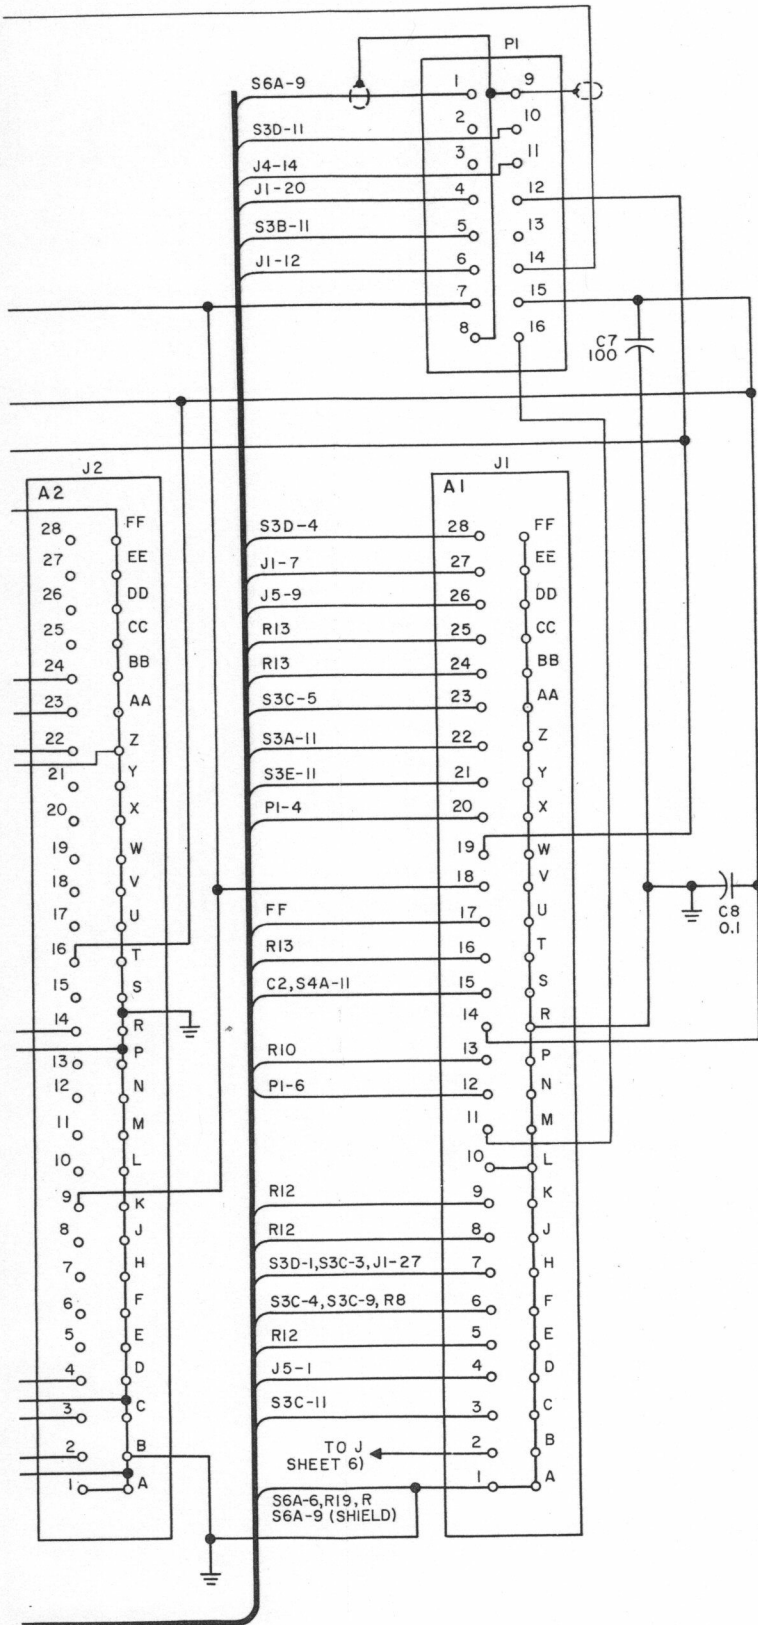 P1
S6A-9 1 9
2 10
S3D-11
3 11
J4-14
J1-20 4 12
S3B-11 5 13
J1-12 6 14
7 15
8 16
C7
100
J2
A2
28 FF
27 EE
26 DD
25 CC
24 BB
23 AA
22 Z
21 Y
20 X
19 W
18 V
17 U
16 T
15 S
14 R
13 P
12 N
11 M
10 L
9 K
8 J
7 H
6 F
5 E
4 D
3 C
2 B
1 A
J1
A1
S3D-4 28 FF
J1-7 27 EE
J5-9 26 DD
R13 25 CC
R13 24 BB
S3C-5 23 AA
S3A-11 22 Z
S3E-11 21 Y
P1-4 20 X
19 W
18 V
FF 17 U
R13 16 T
C2,S4A-11 15 S
14 R
R10 13 P
P1-6 12 N
11 M
10 L
R12 9 K
R12 8 J
S3D-1,S3C-3,J1-27 7 H
S3C-4,S3C-9,R8 6 F
R12 5 E
J5-1 4 D
S3C-11 3 C
TO J 2 B
SHEET 6)
1 A
S6A-6,R19,R
S6A-9 (SHIELD)
C8
0.1